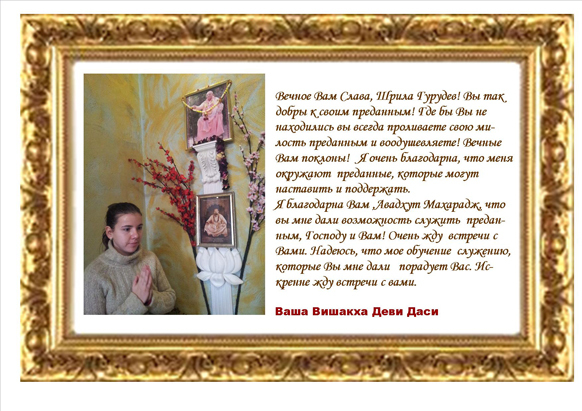 Вечное Вам Слава, Шрила Гурудев! Вы так
добры к своим преданным! Где бы Вы не
находились вы всегда проливаете свою ми-
лость преданным и воодушевляете! Вечные
Вам поклоны! Я очень благодарна, что меня
окружают преданные, которые могут
наставить и поддержать.
Я благодарна Вам ,Авадхут Махарадж, что
вы мне дали возможность служить предан-
ным, Господу и Вам! Очень жду встречи с
Вами. Надеюсь, что мое обучение служению,
которые Вы мне дали порадует Вас. Ис-
кренне жду встречи с вами.
Ваша Вишакха Деви Даси